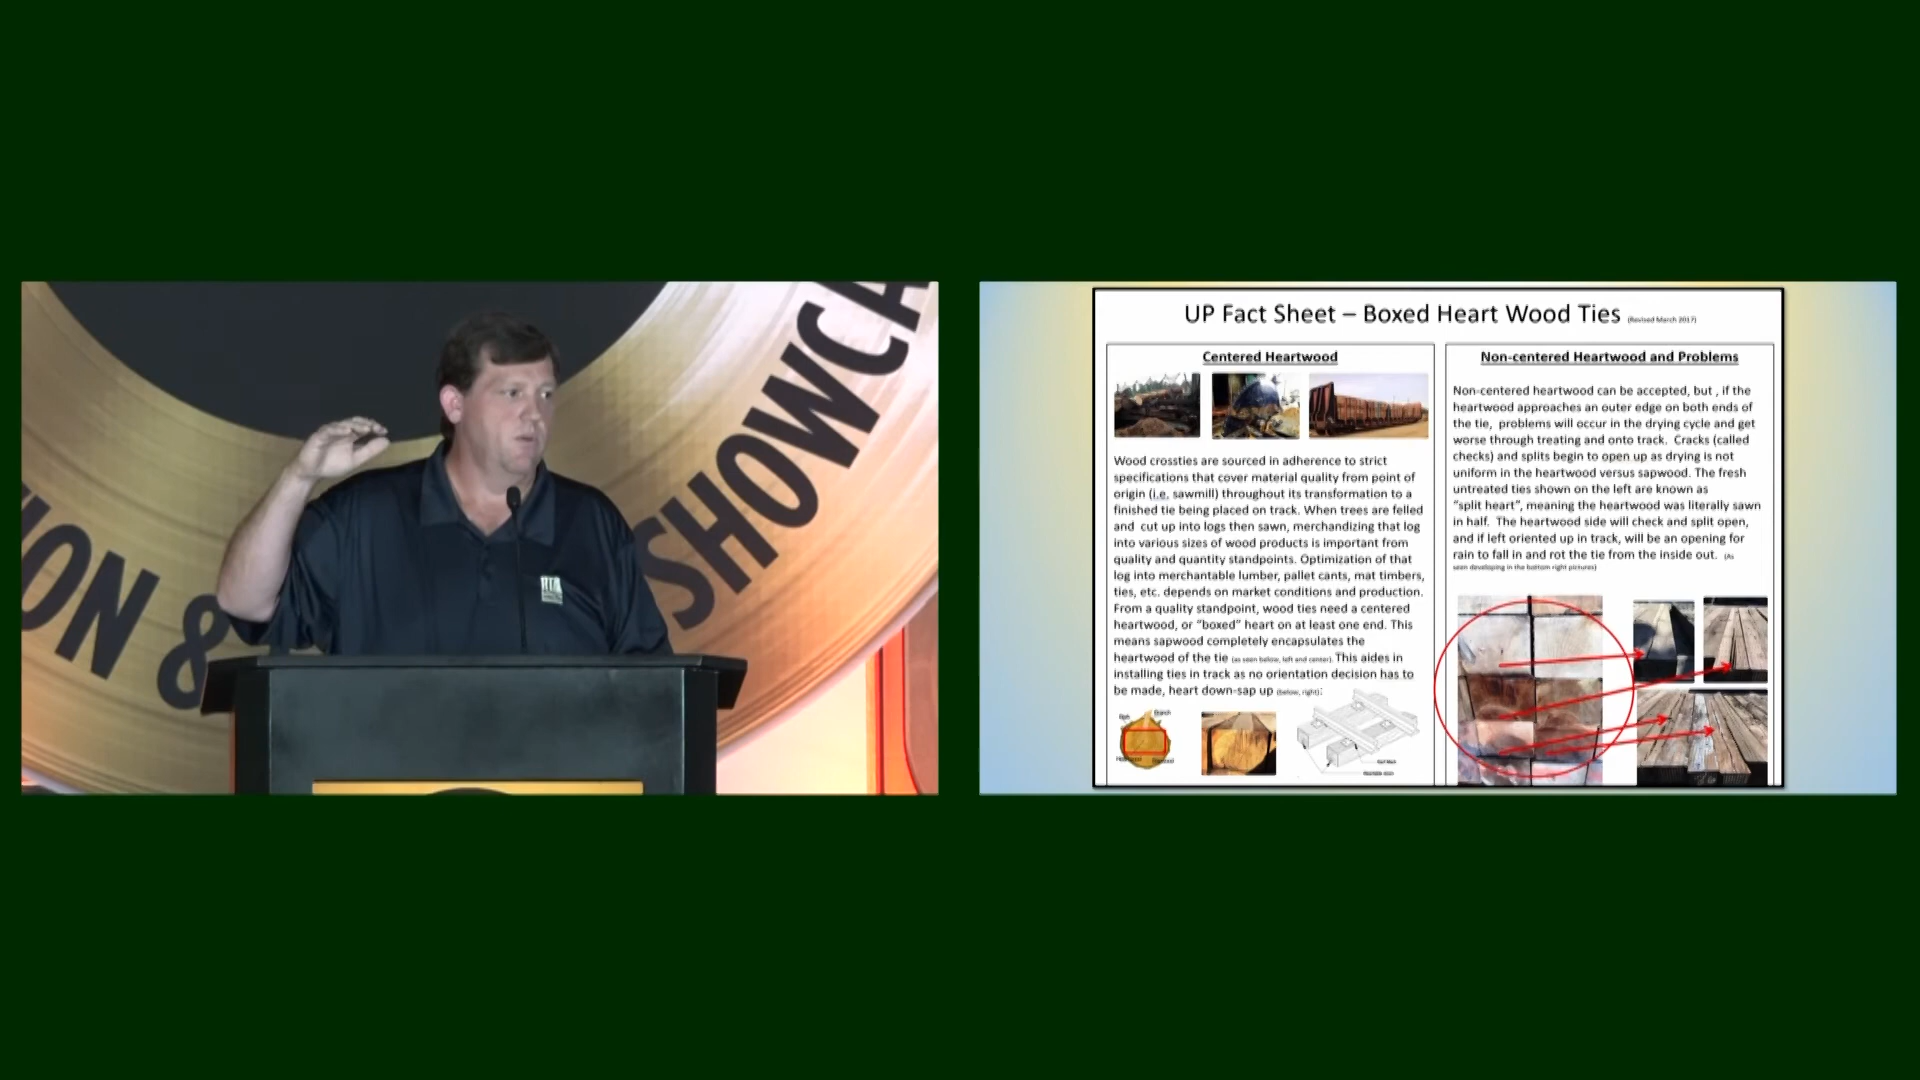 ION &
SHOWCA
RTA
UP Fact Sheet – Boxed Heart Wood Ties (Revised March 2017)
Centered Heartwood
Wood crossties are sourced in adherence to strict
specifications that cover material quality from point of
origin (i.e. sawmill) throughout its transformation to a
finished tie being placed on track. When trees are felled
and cut up into logs then sawn, merchandizing that log
into various sizes of wood products is important from
quality and quantity standpoints. Optimization of that
log into merchantable lumber, pallet cants, mat timbers,
ties, etc. depends on market conditions and production.
From a quality standpoint, wood ties need a centered
heartwood, or “boxed” heart on at least one end. This
means sapwood completely encapsulates the
heartwood of the tie (as seen below, left and center). This aides in
installing ties in track as no orientation decision has to
be made, heart down-sap up (below, right):
Branch
Non-centered Heartwood and Problems
Non-centered heartwood can be accepted, but , if the
heartwood approaches an outer edge on both ends of
the tie, problems will occur in the drying cycle and get
worse through treating and onto track. Cracks (called
checks) and splits begin to open up as drying is not
uniform in the heartwood versus sapwood. The fresh
untreated ties shown on the left are known as
“split heart”, meaning the heartwood was literally sawn
in half. The heartwood side will check and split open,
and if left oriented up in track, will be an opening for
rain to fall in and rot the tie from the inside out. (As
seen developing in the bottom right pictures)